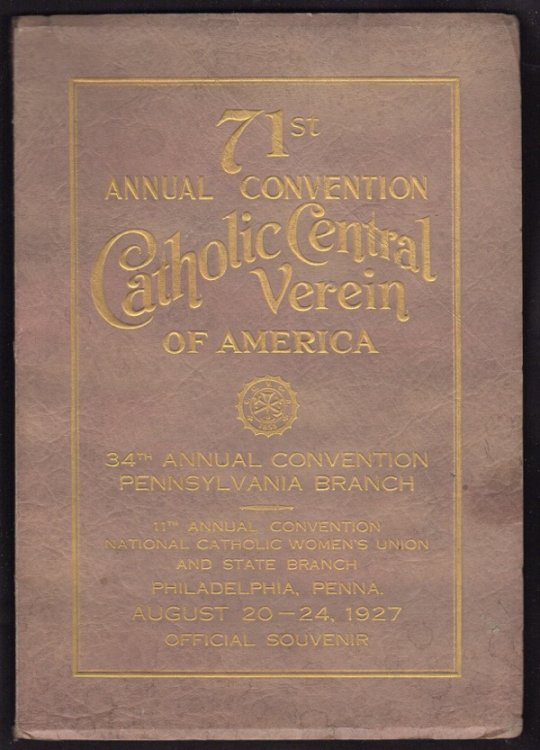 71st
ANNUAL CONVENTION
Catholic Central
Verein
OF AMERICA
1855
34TH ANNUAL CONVENTION
PENNSYLVANIA BRANCH
11TH ANNUAL CONVENTION
NATIONAL CATHOLIC WOMEN'S UNION
AND STATE BRANCH
PHILADELPHIA, PENNA.
AUGUST 20-24, 1927
OFFICIAL SOUVENIR